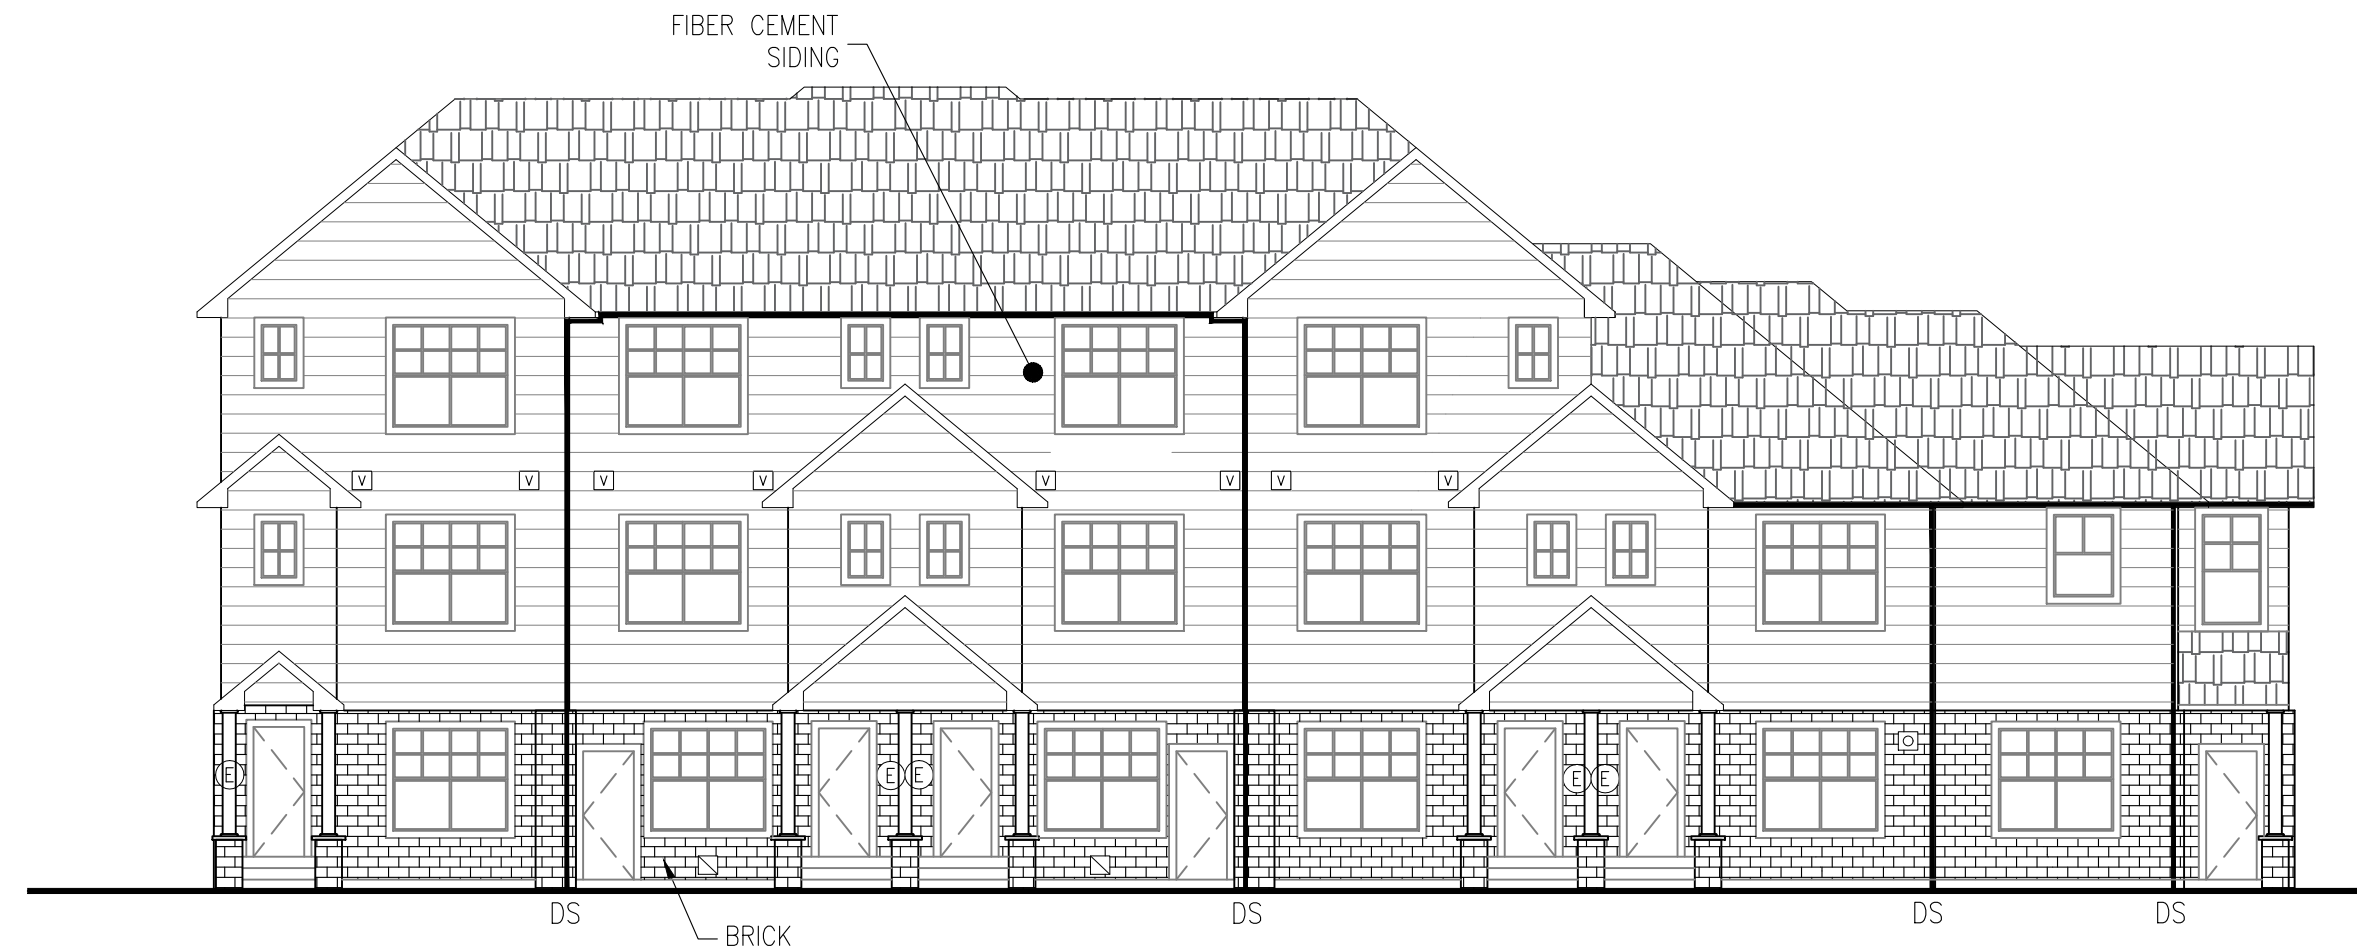 FIBER CEMENT
SIDING
V V V V V V V V
E E E E E
DS DS DS DS
BRICK